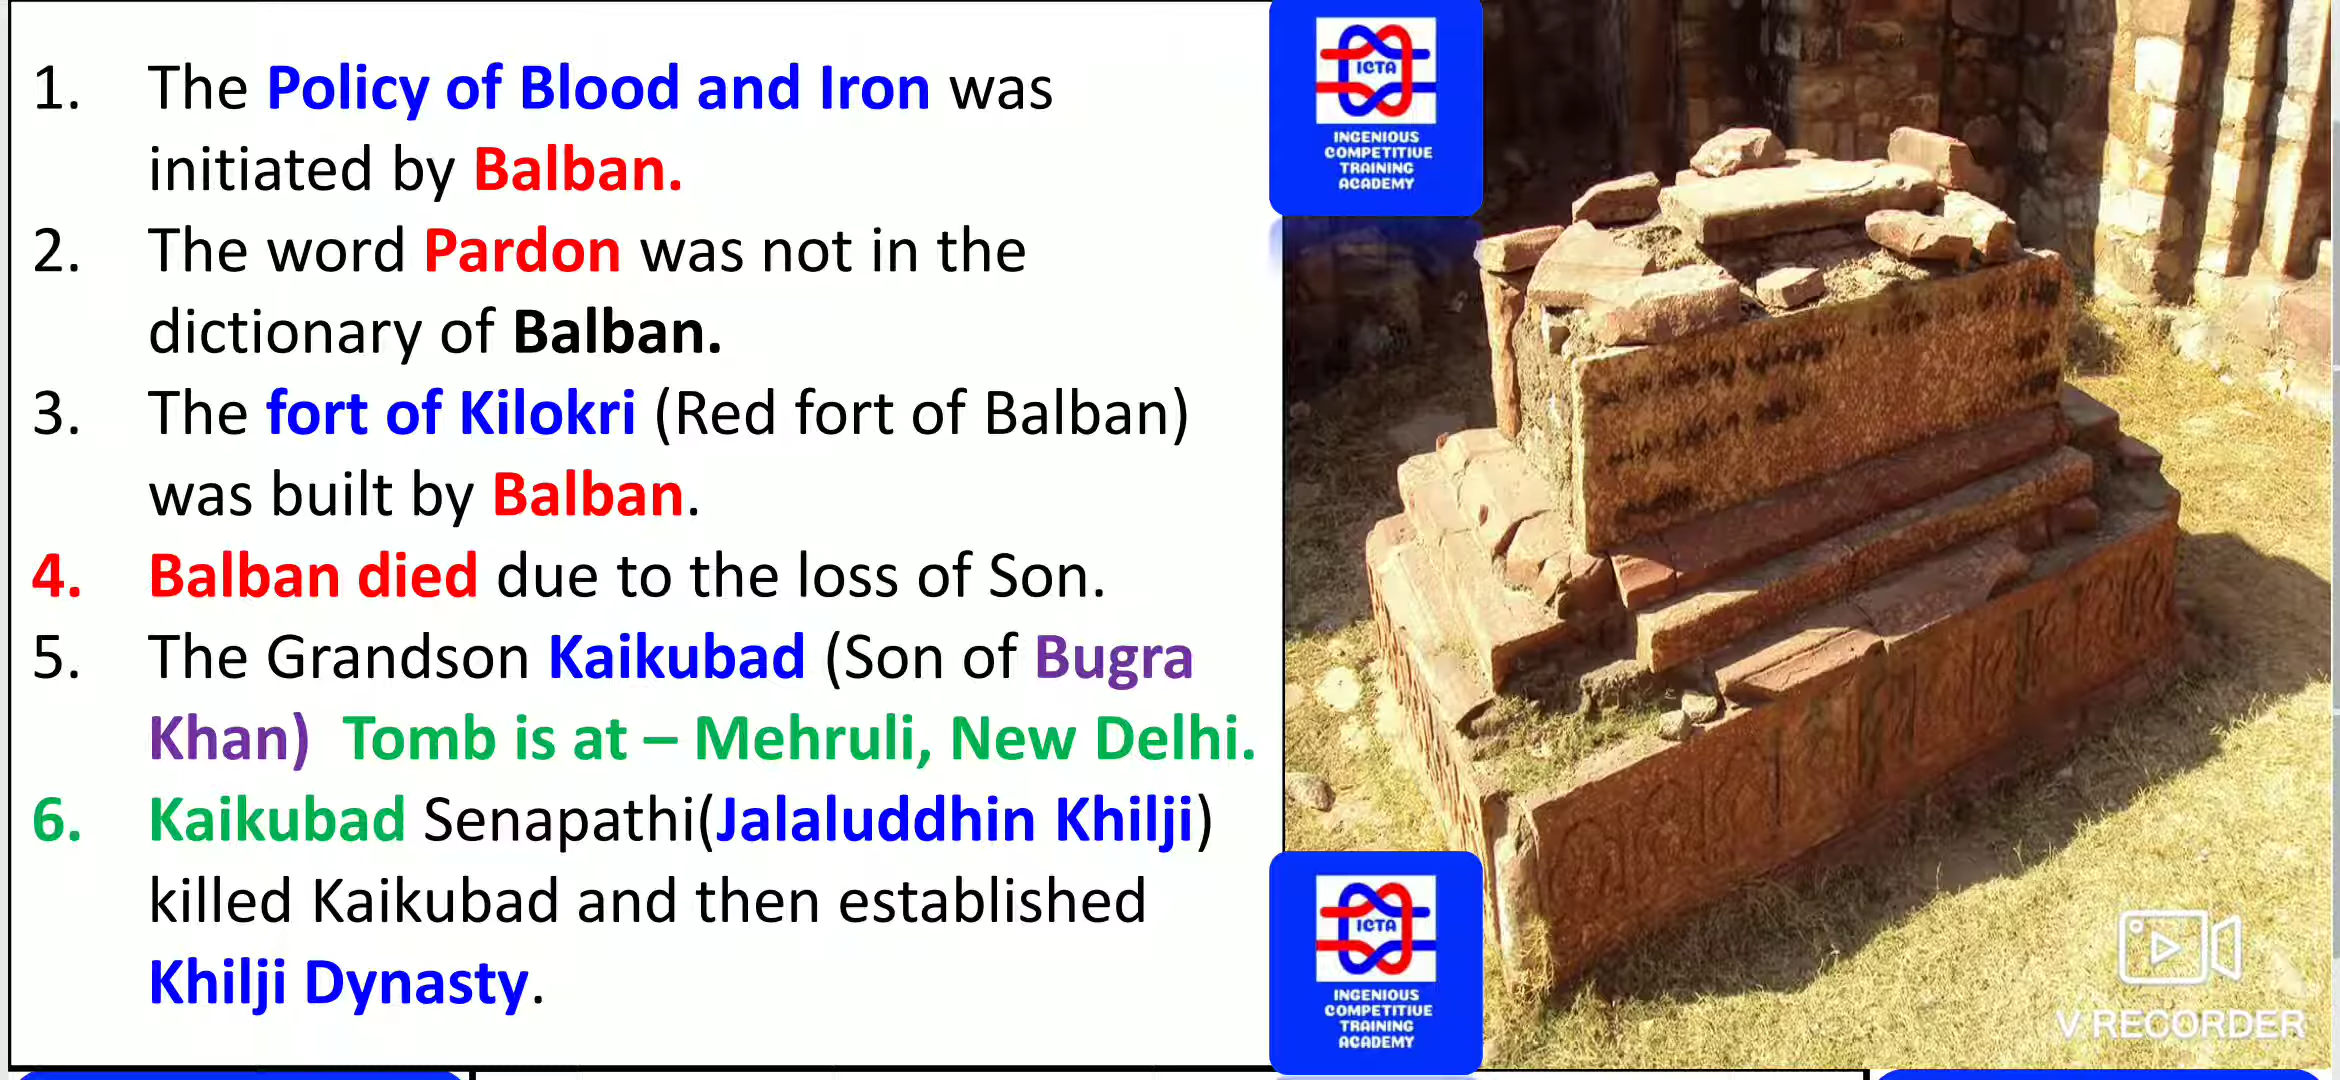 1. The Policy of Blood and Iron was
initiated by Balban.
2. The word Pardon was not in the
dictionary of Balban.
3. The fort of Kilokri (Red fort of Balban)
was built by Balban.
4. Balban died due to the loss of Son.
5. The Grandson Kaikubad (Son of Bugra
Khan) Tomb is at – Mehruli, New Delhi.
6. Kaikubad Senapathi(Jalaluddhin Khilji)
killed Kaikubad and then established
Khilji Dynasty.
ICTA
INGENIOUS
COMPETITIVE
TRAINING
ACADEMY
ICTA
INGENIOUS
COMPETITIVE
TRAINING
ACADEMY
V RECORDER